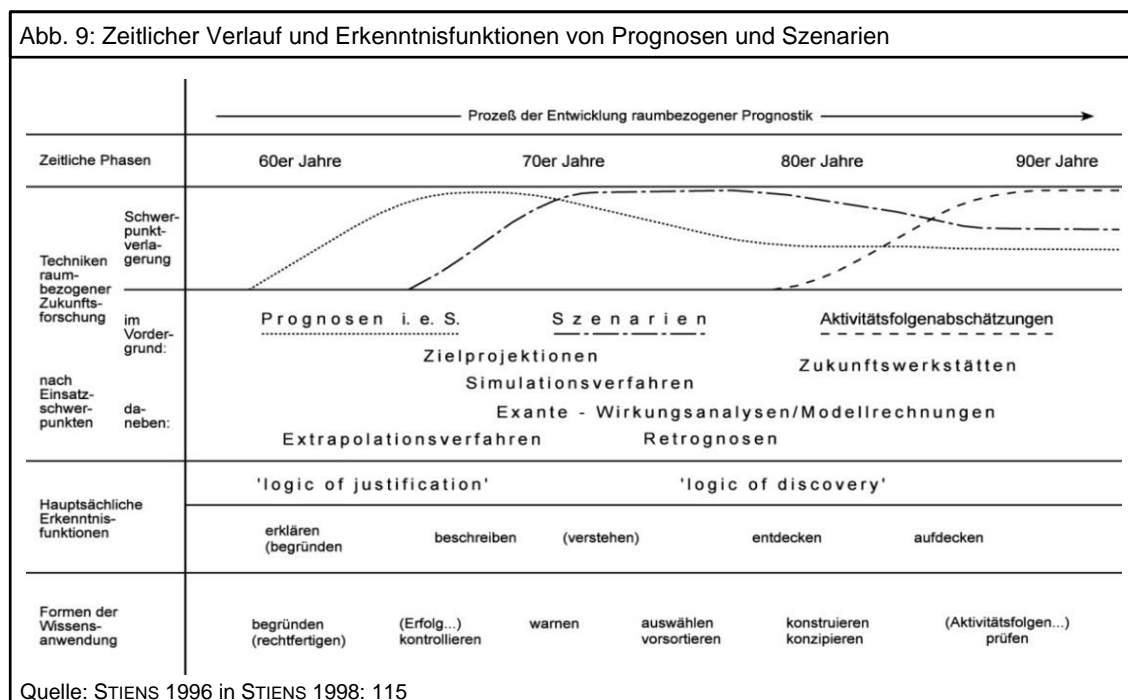 Abb. 9: Zeitlicher Verlauf und Erkenntnisfunktionen von Prognosen und Szenarien
Prozeß der Entwicklung raumbezogener Prognostik
Zeitliche Phasen
60er Jahre
70er Jahre
80er Jahre
90er Jahre
Techniken
raum-
bezogener
Zukunfts-
forschung
nach
Einsatz-
schwer-
punkten
Schwer-
punkt-
verla-
gerung
im
Vorder-
grund:
da-
neben:
Prognosen i. e. S.
Szenarien
Aktivitätsfolgenabschätzungen
Zielprojektionen
Zukunftswerkstätten
Simulationsverfahren
Exante - Wirkungsanalysen/Modellrechnungen
Extrapolationsverfahren
Retrognosen
Hauptsächliche
Erkenntnis-
funktionen
'logic of justification'
'logic of discovery'
erklären
(begründen
beschreiben
(verstehen)
entdecken
aufdecken
Formen der
Wissens-
anwendung
begründen
(rechtfertigen)
(Erfolg...)
kontrollieren
warnen
auswählen
vorsortieren
konstruieren
konzipieren
(Aktivitätsfolgen...)
prüfen
Quelle: STIENS 1996 in STIENS 1998: 115